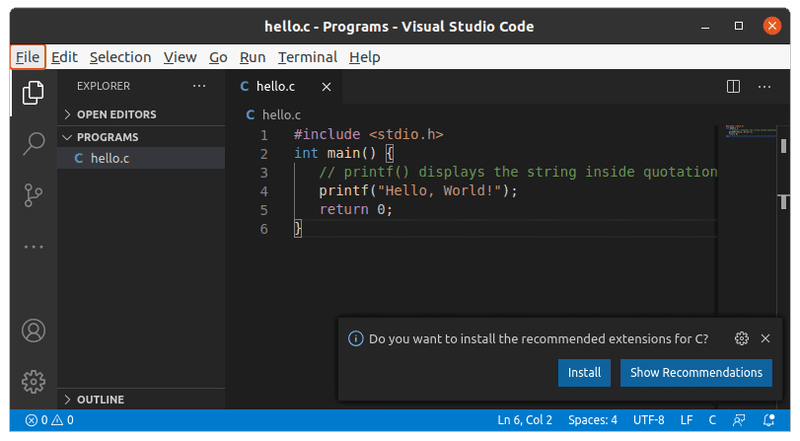 hello.c - Programs - Visual Studio Code
File Edit Selection View Go Run Terminal Help
EXPLORER
OPEN EDITORS
PROGRAMS
C hello.c
OUTLINE
C hello.c
C hello.c
1 #include <stdio.h>
2 int main() {
3 // printf() displays the string inside quotation
4 printf("Hello, World!");
5 return 0;
6 }
Do you want to install the recommended extensions for C?
Install Show Recommendations
0 0 Ln 6, Col 2 Spaces: 4 UTF-8 LF C